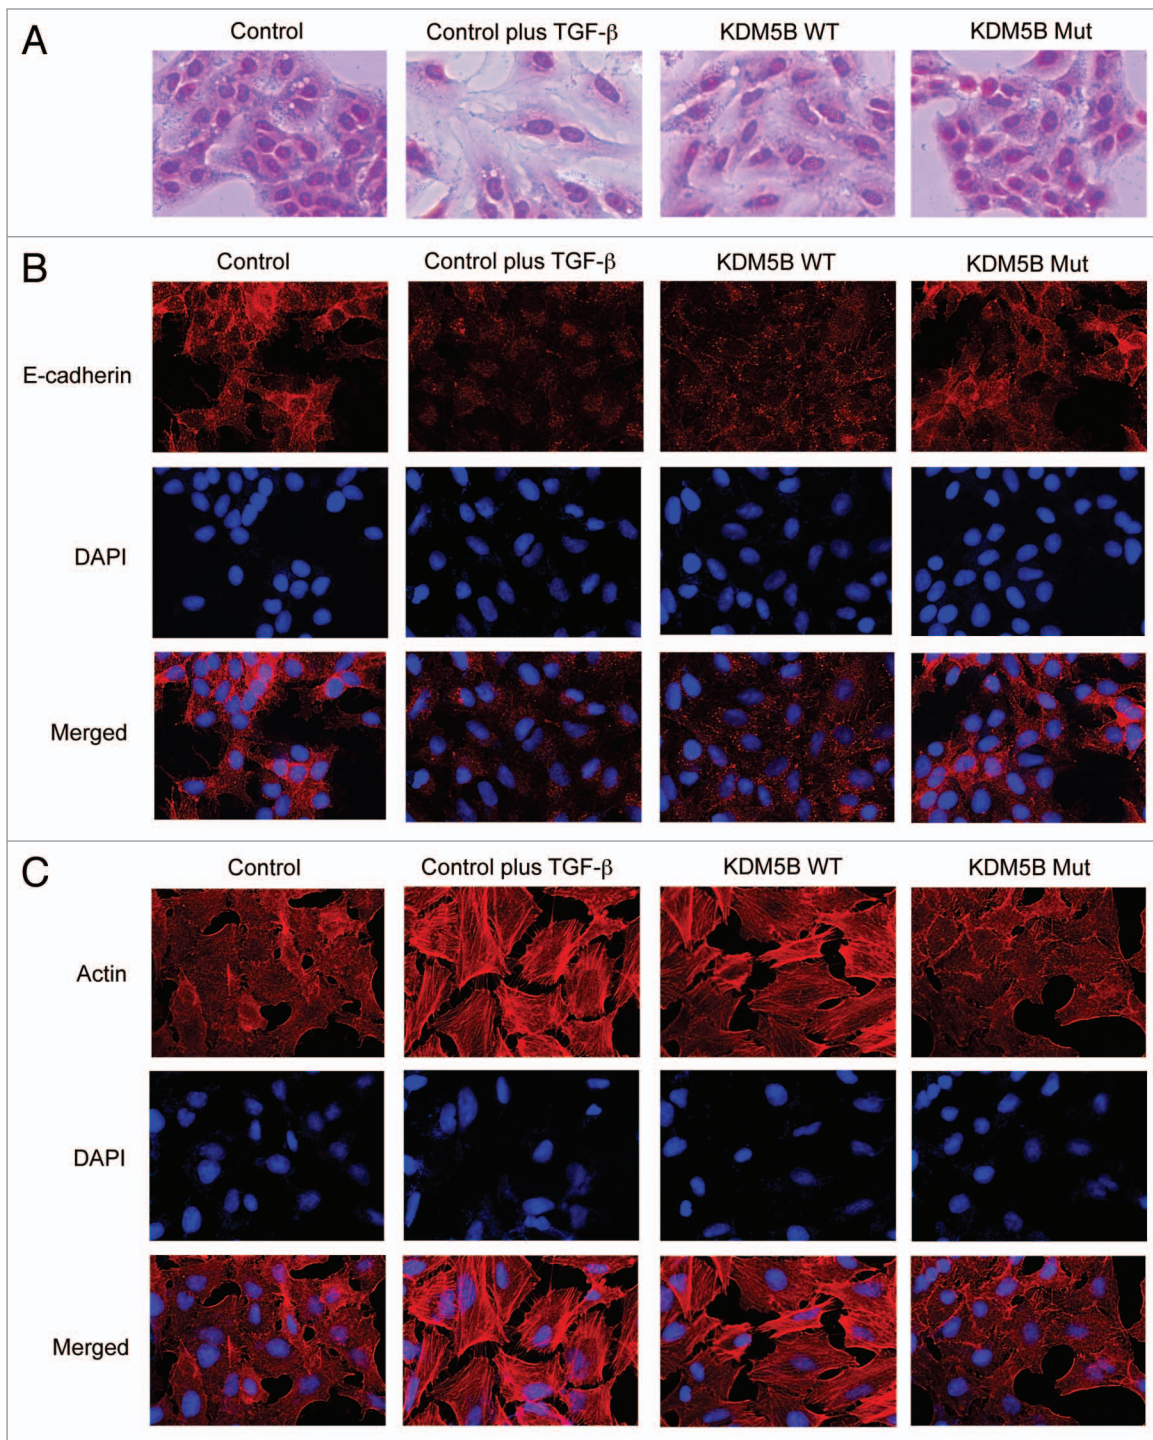 A
Control
Control plus TGF-β
KDM5B WT
KDM5B Mut
B
Control
Control plus TGF-β
KDM5B WT
KDM5B Mut
E-cadherin
DAPI
Merged
C
Control
Control plus TGF-β
KDM5B WT
KDM5B Mut
Actin
DAPI
Merged